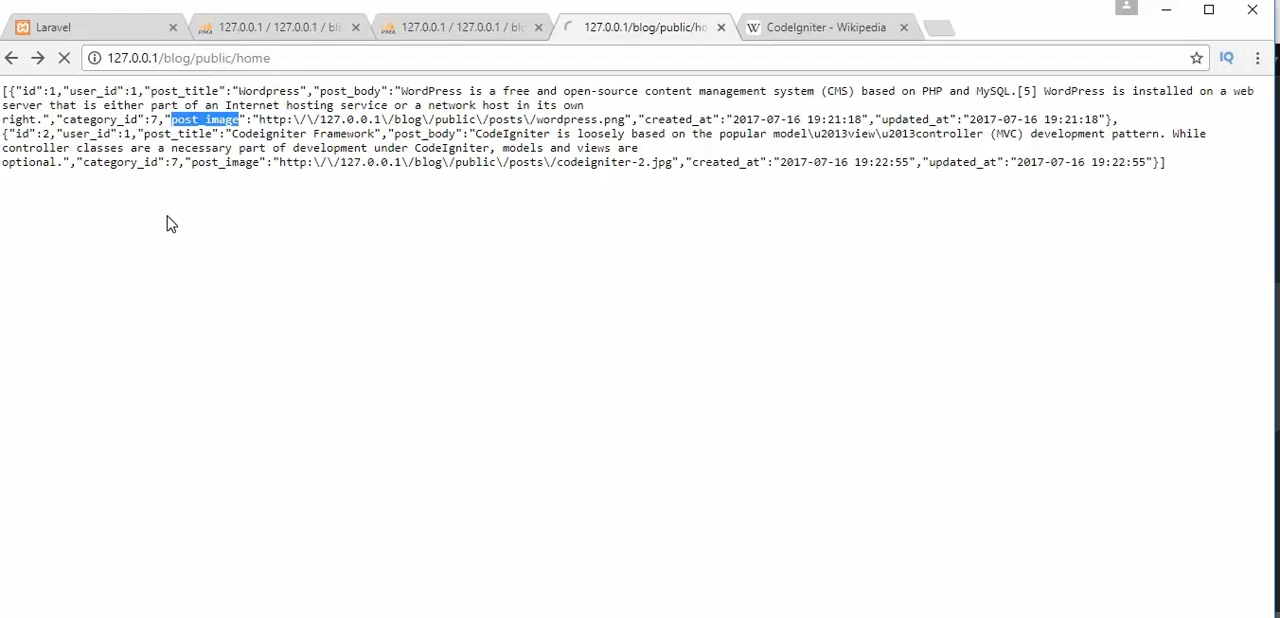 Laravel
127.0.0.1 / 127.0.0.1 / bl
127.0.0.1 / 127.0.0.1 / bl
127.0.0.1/blog/public/ho
W CodeIgniter - Wikipedia
127.0.0.1/blog/public/home
IQ
[{"id":1,"user_id":1,"post_title":"Wordpress","post_body":"WordPress is a free and open-source content management system (CMS) based on PHP and MySQL.[5] WordPress is installed on a web
server that is either part of an Internet hosting service or a network host in its own
right.","category_id":7,"post_image":"http:\/\/127.0.0.1\/blog\/public\/posts\/wordpress.png","created_at":"2017-07-16 19:21:18","updated_at":"2017-07-16 19:21:18"},
{"id":2,"user_id":1,"post_title":"Codeigniter Framework","post_body":"CodeIgniter is loosely based on the popular model\u2013view\u2013controller (MVC) development pattern. While
controller classes are a necessary part of development under CodeIgniter, models and views are
optional.","category_id":7,"post_image":"http:\/\/127.0.0.1\/blog\/public\/posts\/codeigniter-2.jpg","created_at":"2017-07-16 19:22:55","updated_at":"2017-07-16 19:22:55"}]